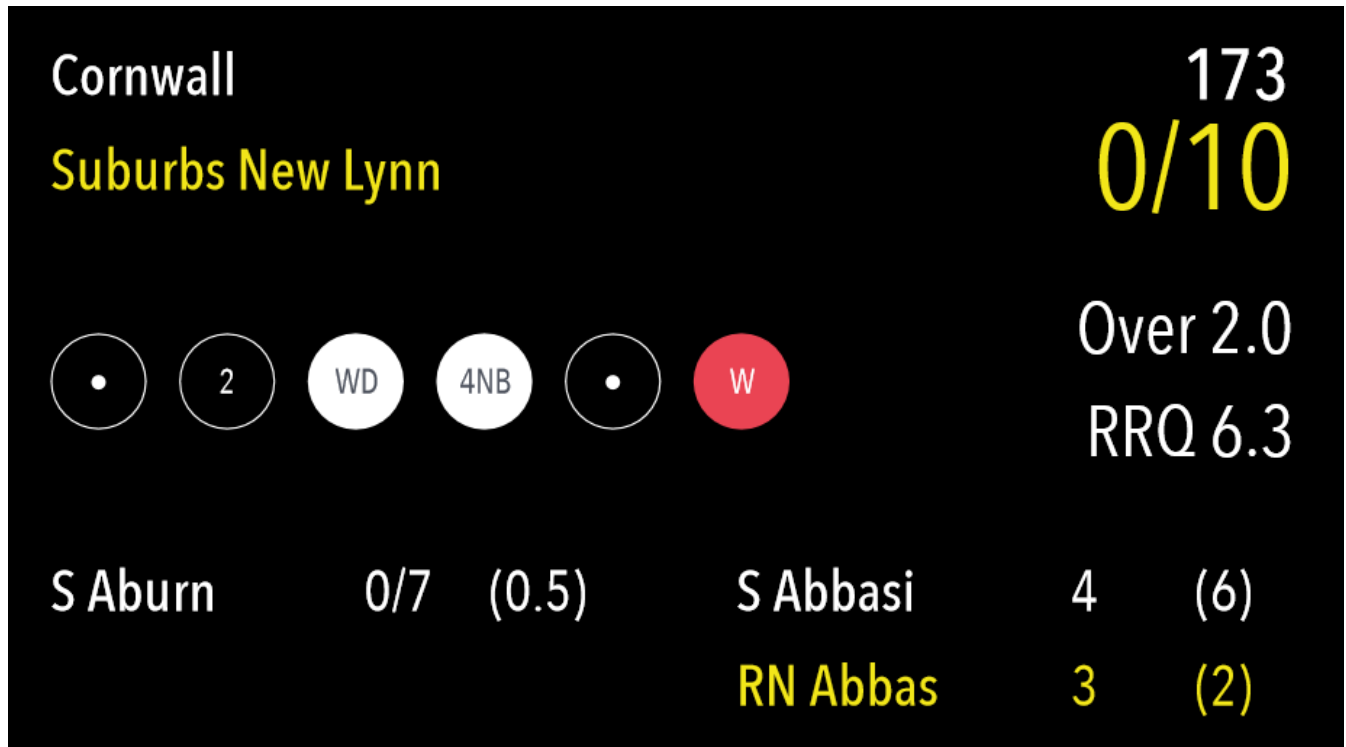 Cornwall 173
Suburbs New Lynn 0/10
Over 2.0
• 2 WD 4NB • W
RRQ 6.3
S Aburn 0/7 (0.5) S Abbasi 4 (6)
RN Abbas 3 (2)